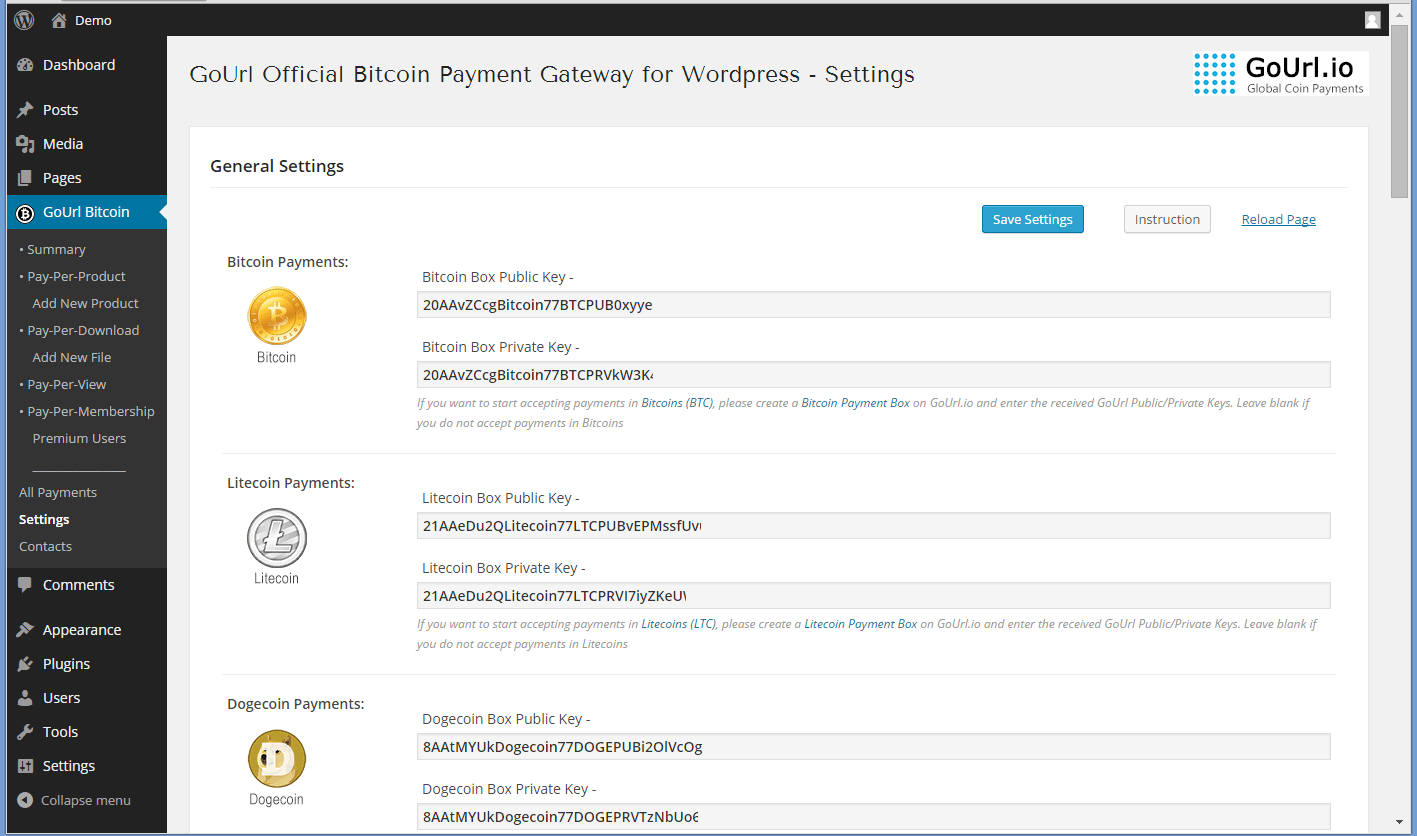 Demo
Dashboard
Posts
Media
Pages
GoUrl Bitcoin
• Summary
• Pay-Per-Product
Add New Product
• Pay-Per-Download
Add New File
• Pay-Per-View
• Pay-Per-Membership
Premium Users
All Payments
Settings
Contacts
Comments
Appearance
Plugins
Users
Tools
Settings
Collapse menu
GoUrl Official Bitcoin Payment Gateway for Wordpress - Settings
GoUrl.io
Global Coin Payments
General Settings
Save Settings
Instruction
Reload Page
Bitcoin Payments:
Bitcoin
Bitcoin Box Public Key -
20AAvZCcgBitcoin77BTCPUB0xyye
Bitcoin Box Private Key -
20AAvZCcgBitcoin77BTCPRVkW3K4
If you want to start accepting payments in Bitcoins (BTC), please create a Bitcoin Payment Box on GoUrl.io and enter the received GoUrl Public/Private Keys. Leave blank if
you do not accept payments in Bitcoins
Litecoin Payments:
Litecoin
Litecoin Box Public Key -
21AAeDu2QLitecoin77LTCPUBvEPMssfUvu
Litecoin Box Private Key -
21AAeDu2QLitecoin77LTCPRVI7iyZKeUW
If you want to start accepting payments in Litecoins (LTC), please create a Litecoin Payment Box on GoUrl.io and enter the received GoUrl Public/Private Keys. Leave blank if
you do not accept payments in Litecoins
Dogecoin Payments:
Dogecoin
Dogecoin Box Public Key -
8AAtMYUkDogecoin77DOGEPUBi2OlVcOg
Dogecoin Box Private Key -
8AAtMYUkDogecoin77DOGEPRVTzNbUo6